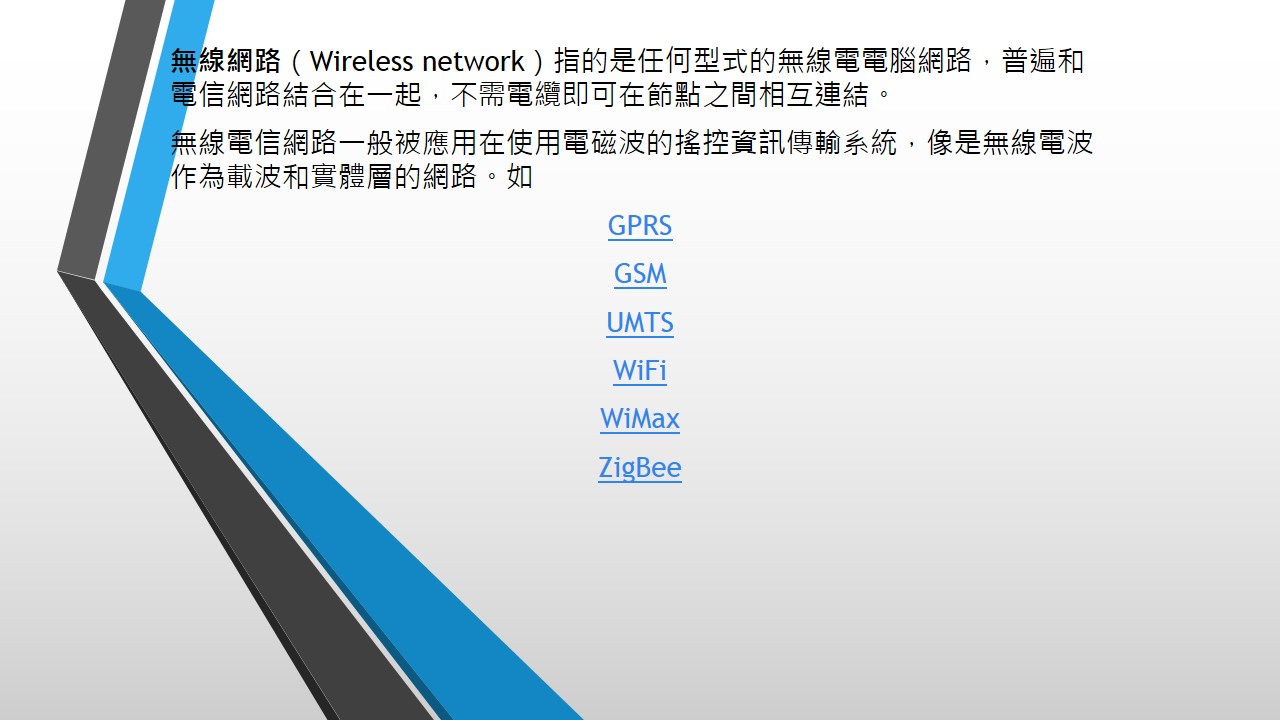 無線網路（Wireless network）指的是任何型式的無線電電腦網路，普遍和
電信網路結合在一起，不需電纜即可在節點之間相互連結。
無線電信網路一般被應用在使用電磁波的搖控資訊傳輸系統，像是無線電波
作為載波和實體層的網路。如
GPRS
GSM
UMTS
WiFi
WiMax
ZigBee